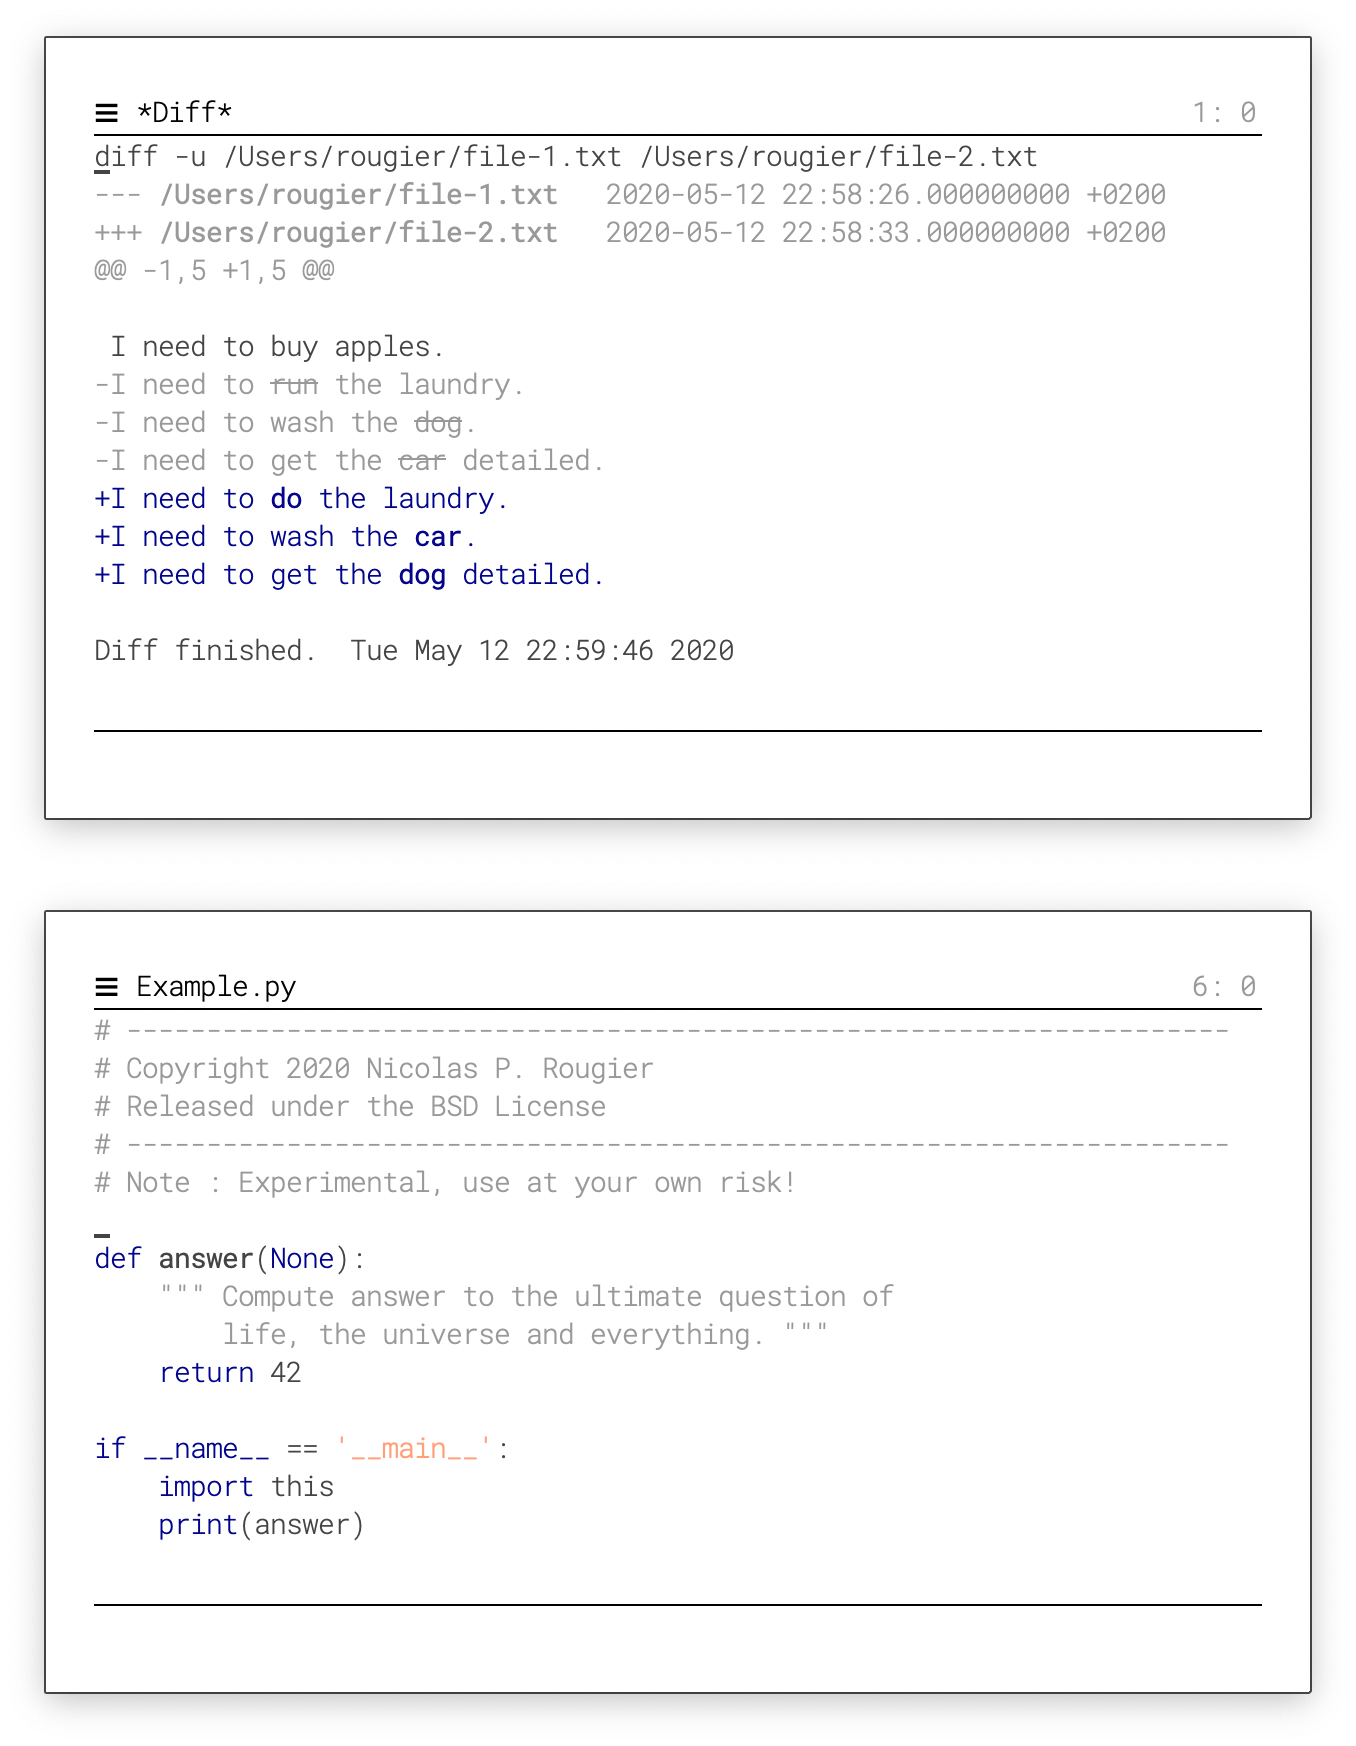 ≡ *Diff* 1: 0
diff -u /Users/rougier/file-1.txt /Users/rougier/file-2.txt
--- /Users/rougier/file-1.txt   2020-05-12 22:58:26.000000000 +0200
+++ /Users/rougier/file-2.txt   2020-05-12 22:58:33.000000000 +0200
@@ -1,5 +1,5 @@
 I need to buy apples.
-I need to run the laundry.
-I need to wash the dog.
-I need to get the car detailed.
+I need to do the laundry.
+I need to wash the car.
+I need to get the dog detailed.
Diff finished.  Tue May 12 22:59:46 2020
≡ Example.py 6: 0
# ---------------------------------------------------------------------
# Copyright 2020 Nicolas P. Rougier
# Released under the BSD License
# ---------------------------------------------------------------------
# Note : Experimental, use at your own risk!
def answer(None):
    """ Compute answer to the ultimate question of
        life, the universe and everything. """
    return 42
if __name__ == '__main__':
    import this
    print(answer)